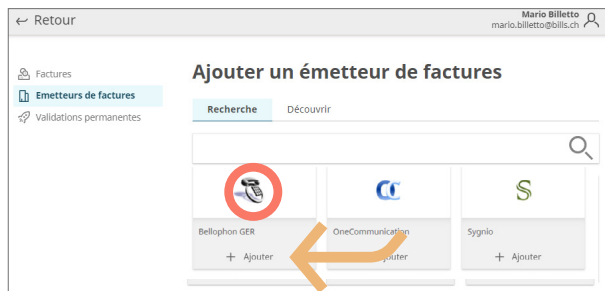 ← Retour
Mario Billetto
mario.billetto@bills.ch
Factures
Emetteurs de factures
Validations permanentes
Ajouter un émetteur de factures
Recherche Découvrir
Bellophon GER OneCommunication Sygnio
+ Ajouter Ajouter + Ajouter